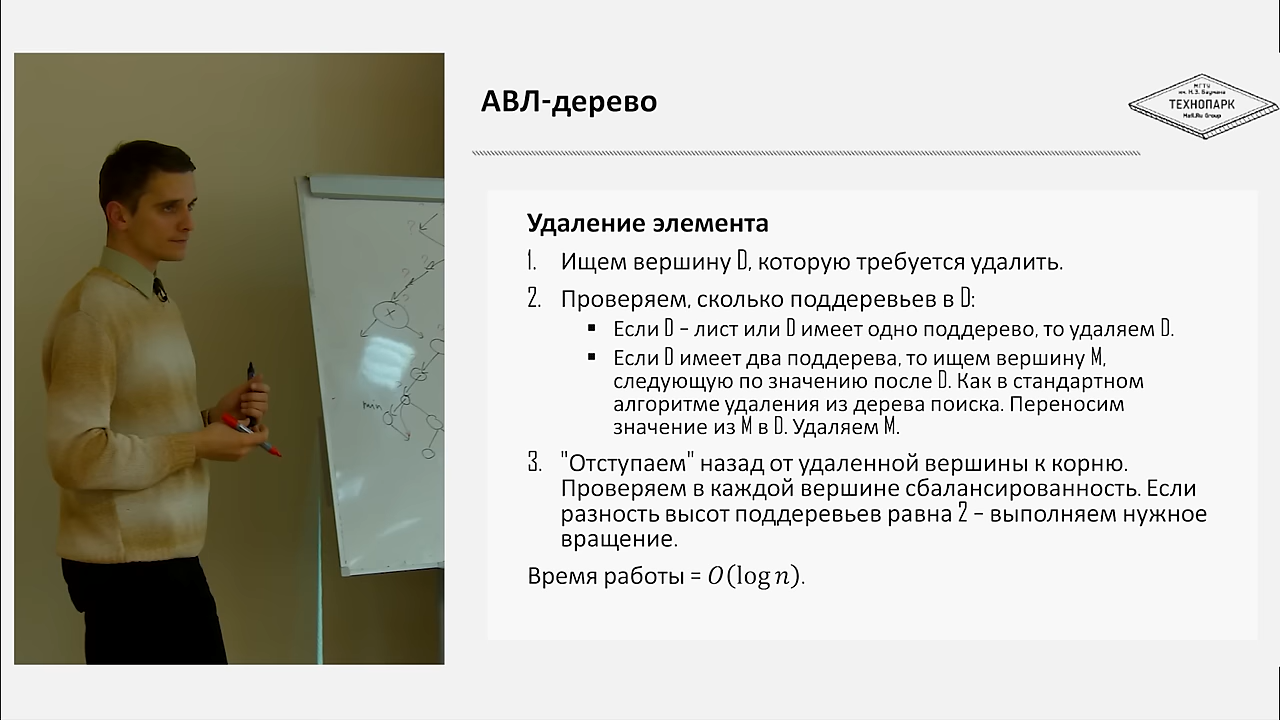 АВЛ-дерево
МГТУ
им. Н.Э. Баумана
ТЕХНОПАРК
Mail.Ru Group
Удаление элемента
1. Ищем вершину D, которую требуется удалить.
2. Проверяем, сколько поддеревьев в D:
▪ Если D – лист или D имеет одно поддерево, то удаляем D.
▪ Если D имеет два поддерева, то ищем вершину M,
следующую по значению после D. Как в стандартном
алгоритме удаления из дерева поиска. Переносим
значение из M в D. Удаляем M.
3. "Отступаем" назад от удаленной вершины к корню.
Проверяем в каждой вершине сбалансированность. Если
разность высот поддеревьев равна 2 – выполняем нужное
вращение.
Время работы = O(log n).
?
?
?
X
min